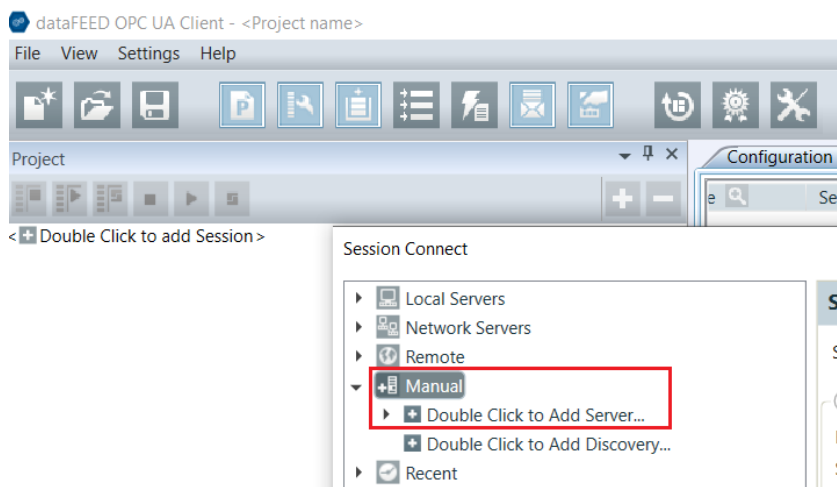 dataFEED OPC UA Client - <Project name>
File View Settings Help
Project
Configuration
e Se
< Double Click to add Session >
Session Connect
Local Servers
Network Servers
Remote
Manual
Double Click to Add Server...
Double Click to Add Discovery...
Recent